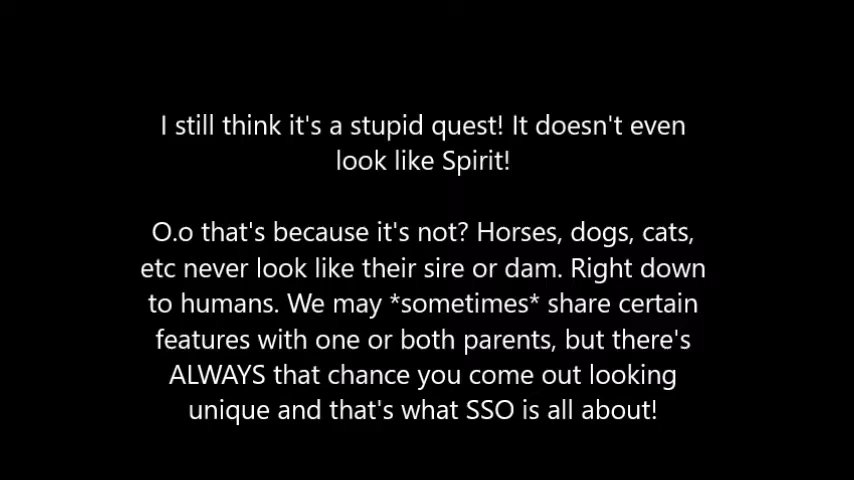 I still think it's a stupid quest! It doesn't even
look like Spirit!
O.o that's because it's not? Horses, dogs, cats,
etc never look like their sire or dam. Right down
to humans. We may *sometimes* share certain
features with one or both parents, but there's
ALWAYS that chance you come out looking
unique and that's what SSO is all about!